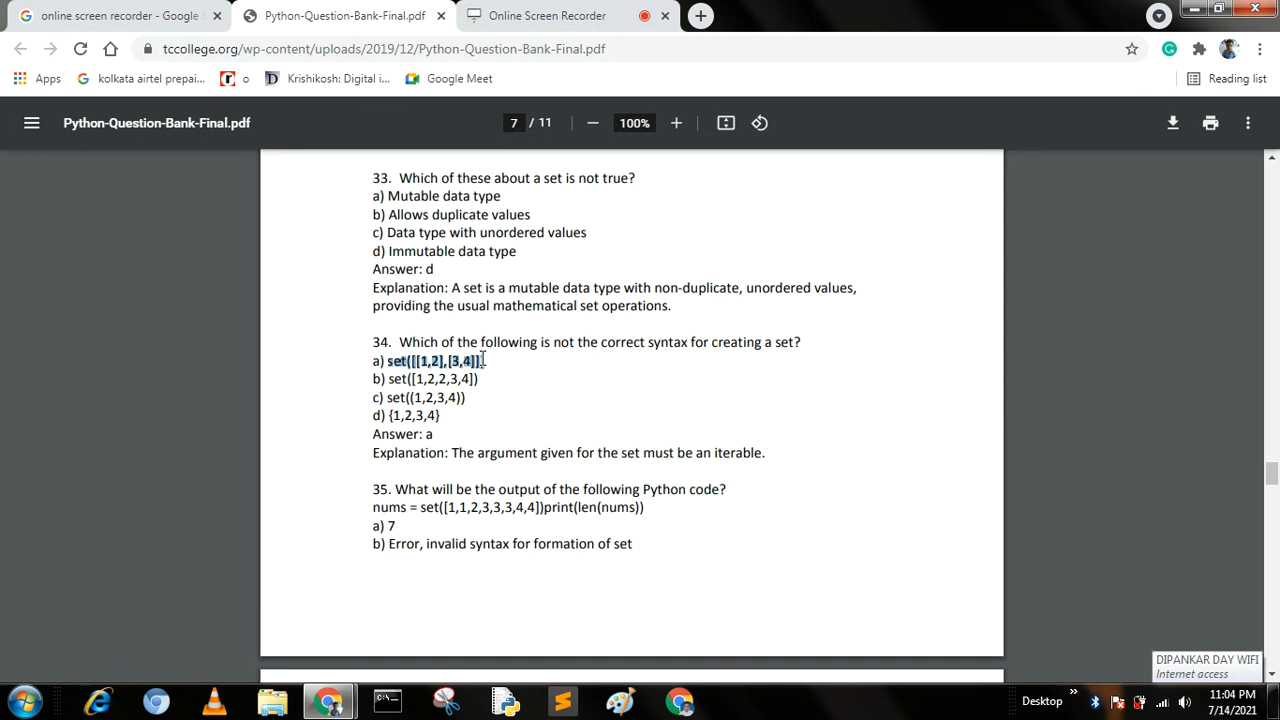 online screen recorder - Google S
Python-Question-Bank-Final.pdf
Online Screen Recorder
tccollege.org/wp-content/uploads/2019/12/Python-Question-Bank-Final.pdf
Apps
kolkata airtel prepai...
o
Krishikosh: Digital i...
Google Meet
Reading list
Python-Question-Bank-Final.pdf
7 / 11
100%
33. Which of these about a set is not true?
a) Mutable data type
b) Allows duplicate values
c) Data type with unordered values
d) Immutable data type
Answer: d
Explanation: A set is a mutable data type with non-duplicate, unordered values,
providing the usual mathematical set operations.
34. Which of the following is not the correct syntax for creating a set?
a) set([[1,2],[3,4]])
b) set([1,2,2,3,4])
c) set((1,2,3,4))
d) {1,2,3,4}
Answer: a
Explanation: The argument given for the set must be an iterable.
35. What will be the output of the following Python code?
nums = set([1,1,2,3,3,3,4,4])print(len(nums))
a) 7
b) Error, invalid syntax for formation of set
DIPANKAR DAY WIFI
Internet access
Desktop
11:04 PM
7/14/2021